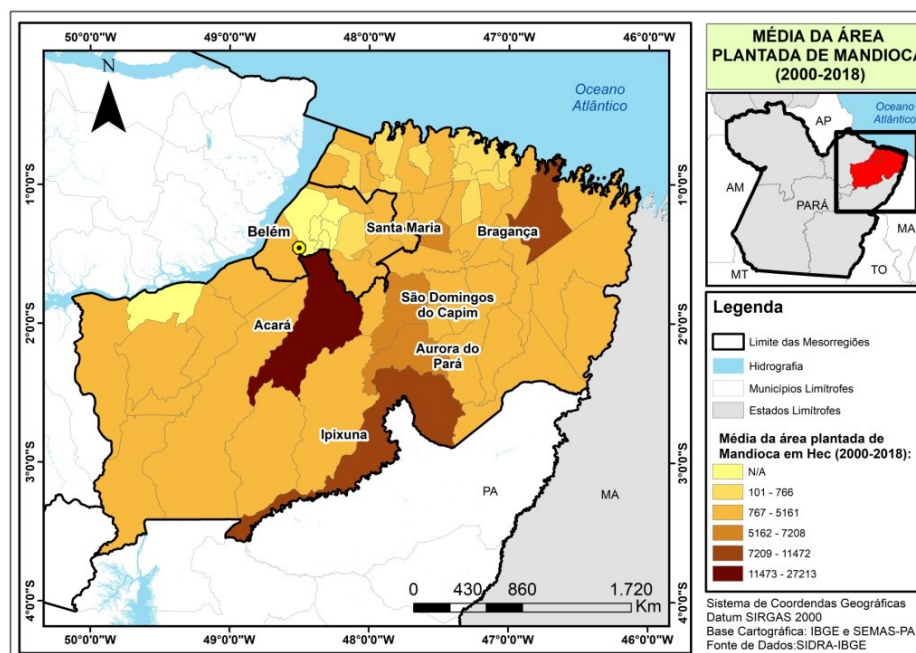 50°0'0"O
49°0'0"O
48°0'0"O
47°0'0"O
46°0'0"O
N
Oceano
Atlântico
1°0'0"S
1°0'0"S
Belém
Santa Maria
Bragança
2°0'0"S
2°0'0"S
São Domingos
do Capim
Acará
Aurora do
Pará
Ipixuna
3°0'0"S
3°0'0"S
PA
MA
4°0'0"S
4°0'0"S
0 430 860 1.720
Km
50°0'0"O
49°0'0"O
48°0'0"O
47°0'0"O
46°0'0"O
MÉDIA DA ÁREA
PLANTADA DE MANDIOCA
(2000-2018)
Oceano
Atlântico
AP
AM
PARÁ
MA
MT
TO
Legenda
Limite das Mesorregiões
Hidrografia
Municípios Limítrofes
Estados Limítrofes
Média da área plantada de
Mandioca em Hec (2000-2018):
N/A
101 - 766
767 - 5161
5162 - 7208
7209 - 11472
11473 - 27213
Sistema de Coordendas Geográficas
Datum SIRGAS 2000
Base Cartográfica: IBGE e SEMAS-PA
Fonte de Dados:SIDRA-IBGE